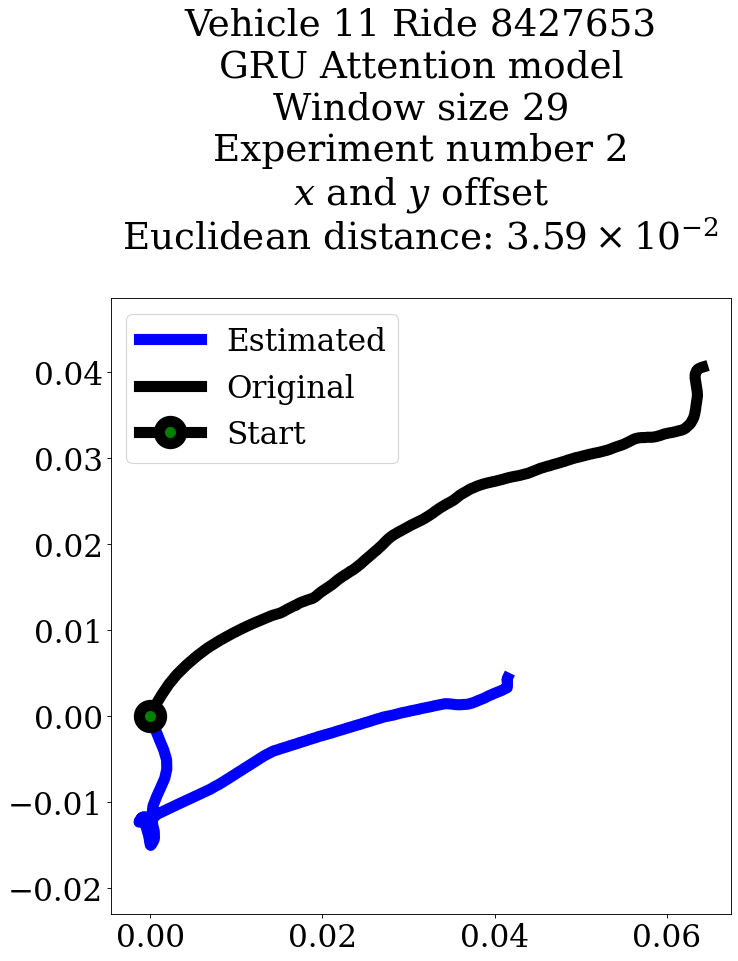 Vehicle 11 Ride 8427653
GRU Attention model
Window size 29
Experiment number 2
x and y offset
Euclidean distance: 3.59 × 10⁻²
Estimated
Original
Start
0.04
0.03
0.02
0.01
0.00
−0.01
−0.02
0.00 0.02 0.04 0.06